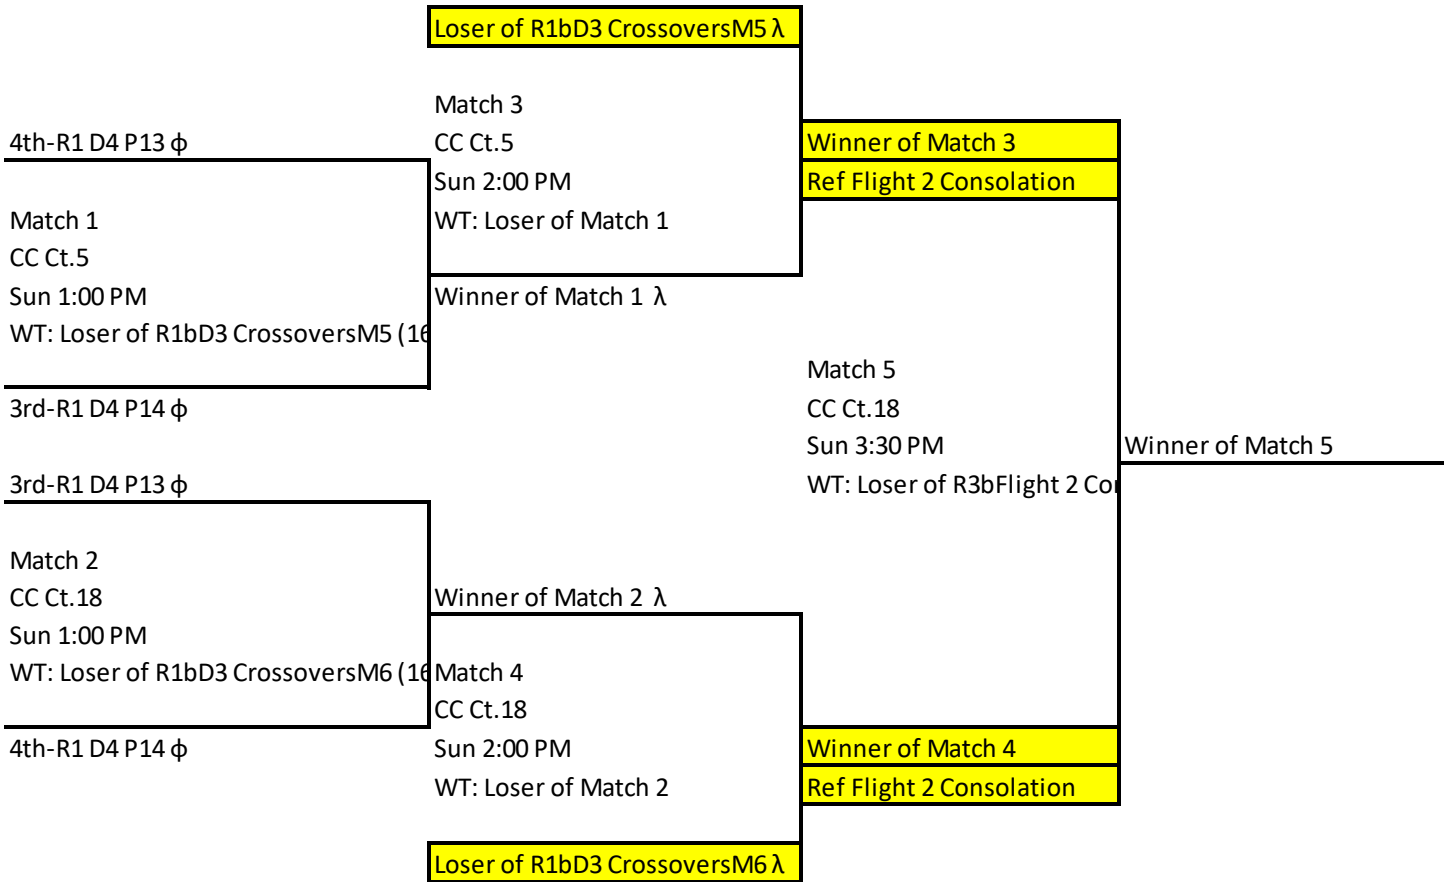 Loser of R1bD3 CrossoversM5 λ
Match 3
CC Ct.5
Sun 2:00 PM
WT: Loser of Match 1
4th-R1 D4 P13 ф
Match 1
CC Ct.5
Sun 1:00 PM
WT: Loser of R1bD3 CrossoversM5 (16
3rd-R1 D4 P14 ф
Winner of Match 1 λ
Winner of Match 3
Ref Flight 2 Consolation
Match 5
CC Ct.18
Sun 3:30 PM
WT: Loser of R3bFlight 2 Con
Winner of Match 5
3rd-R1 D4 P13 ф
Match 2
CC Ct.18
Sun 1:00 PM
WT: Loser of R1bD3 CrossoversM6 (16
4th-R1 D4 P14 ф
Winner of Match 2 λ
Match 4
CC Ct.18
Sun 2:00 PM
WT: Loser of Match 2
Winner of Match 4
Ref Flight 2 Consolation
Loser of R1bD3 CrossoversM6 λ